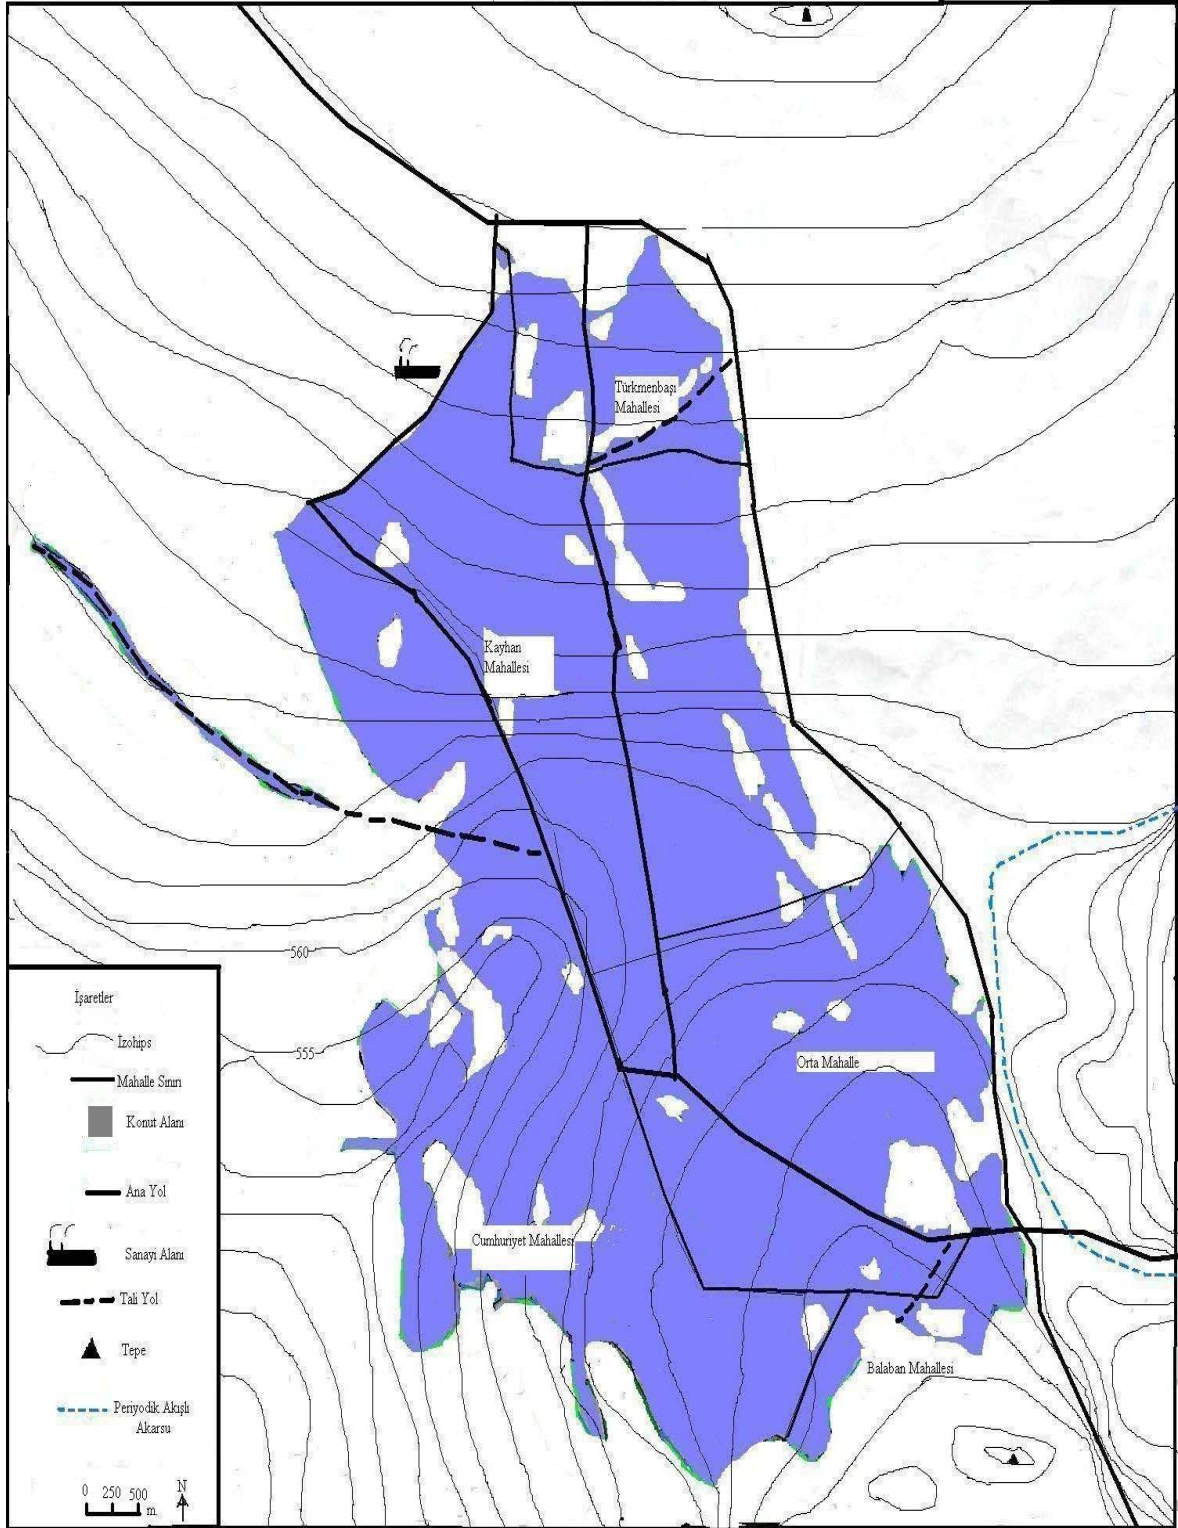 Türkmenbaşı
Mahallesi
Kayhan
Mahallesi
560
555
Orta Mahalle
Cumhuriyet Mahallesi
Balaban Mahallesi
İşaretler
İzohips
Mahalle Sınırı
Konut Alanı
Ana Yol
Sanayi Alanı
Tali Yol
Tepe
Periyodik Akışlı
Akarsu
0 250 500
m.
N